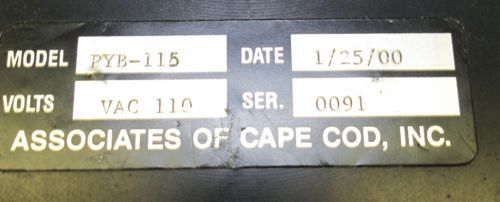 MODEL PYB-115 DATE 1/25/00
VOLTS VAC 110 SER. 0091
ASSOCIATES OF CAPE COD, INC.